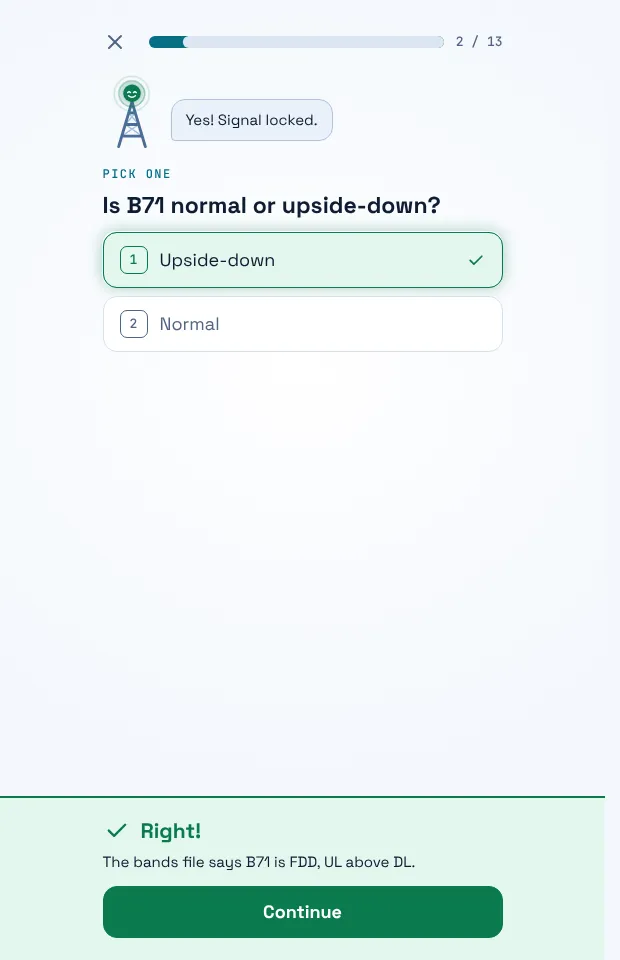 2 / 13
Yes! Signal locked.
PICK ONE
Is B71 normal or upside-down?
1 Upside-down
2 Normal
Right!
The bands file says B71 is FDD, UL above DL.
Continue